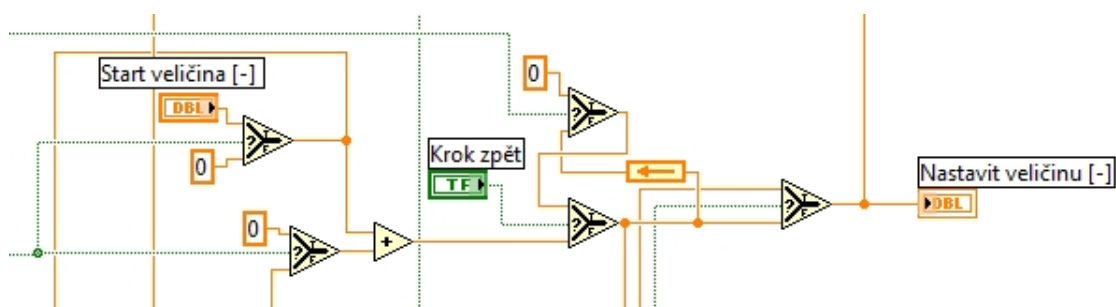 Start veličina [-]
DBL
0
0
0
Krok zpět
TF
Nastavit veličinu [-]
DBL
? T F
? T F
? T F
? T F
? T F
+